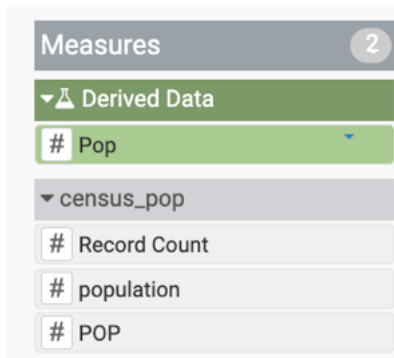 Measures 2
Derived Data
# Pop
census_pop
# Record Count
# population
# POP